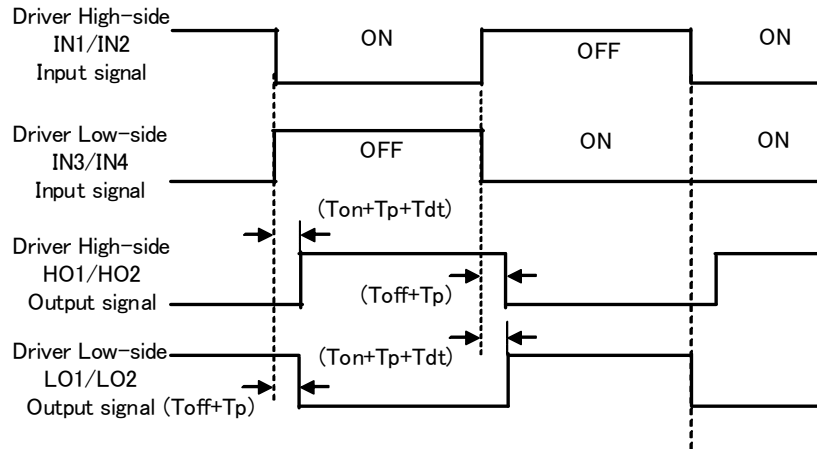 Driver High-side
IN1/IN2
Input signal
ON
OFF
ON
Driver Low-side
IN3/IN4
Input signal
OFF
ON
ON
(Ton+Tp+Tdt)
Driver High-side
HO1/HO2
Output signal
(Toff+Tp)
Driver Low-side
LO1/LO2
Output signal (Toff+Tp)
(Ton+Tp+Tdt)